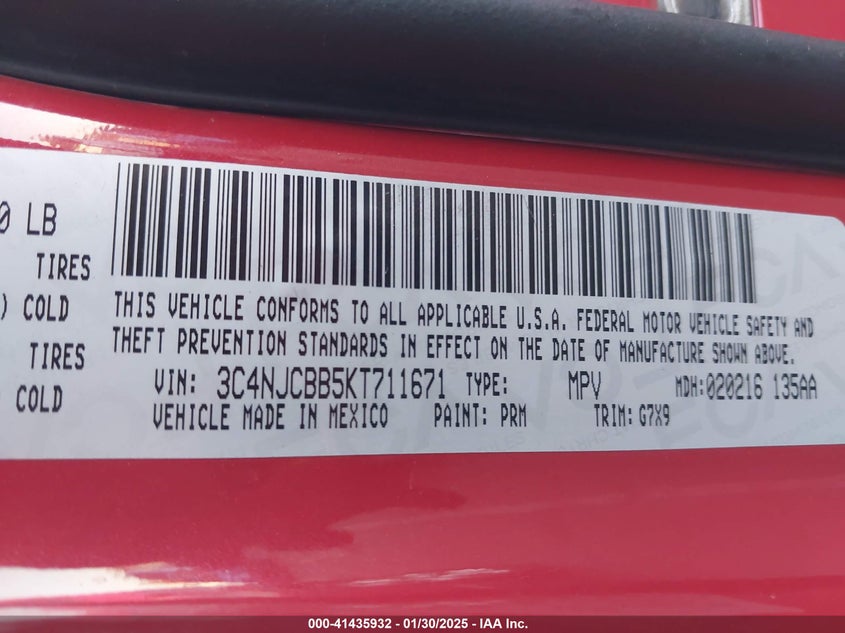 0 LB
TIRES
) COLD
TIRES
COLD
THIS VEHICLE CONFORMS TO ALL APPLICABLE U.S.A. FEDERAL MOTOR VEHICLE SAFETY AND
THEFT PREVENTION STANDARDS IN EFFECT ON THE DATE OF MANUFACTURE SHOWN ABOVE.
VIN: 3C4NJCBB5KT711671 TYPE: MPV MDH:020216 135AA
VEHICLE MADE IN MEXICO PAINT: PRM TRIM: G7X9
000-41435932 - 01/30/2025 - IAA Inc.